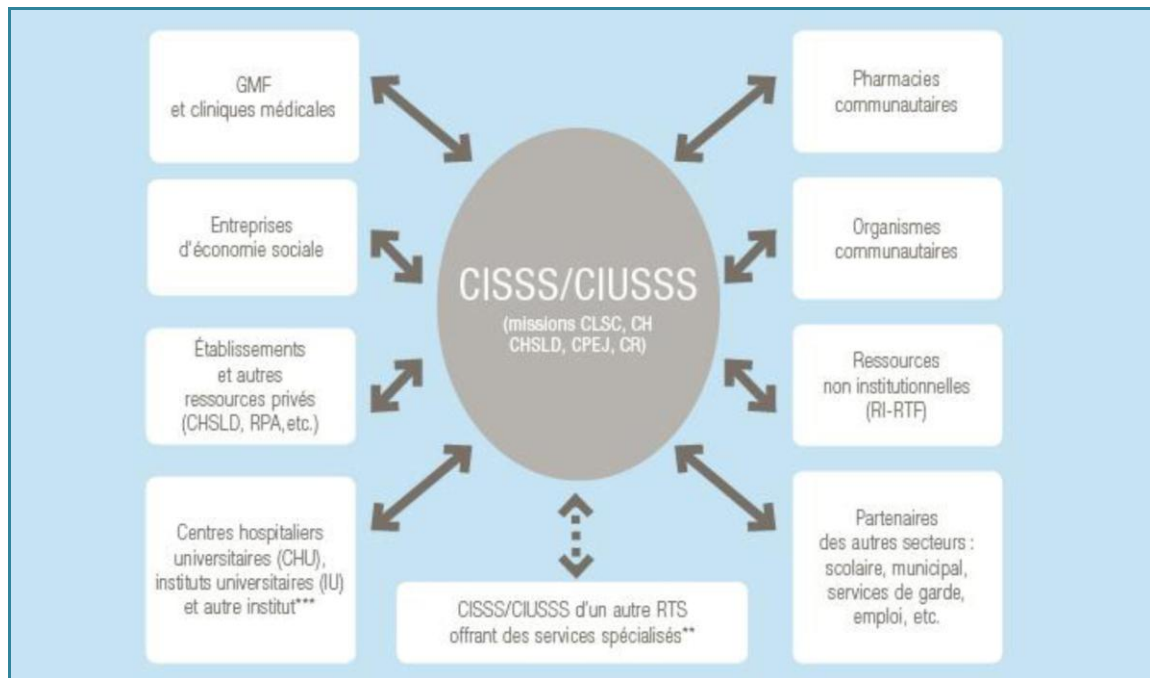 GMF
et cliniques médicales
Entreprises
d'économie sociale
Établissements
et autres
ressources privés
(CHSLD, RPA, etc.)
Centres hospitaliers
universitaires (CHU),
instituts universitaires (IU)
et autre institut***
CISSS/CIUSSS
(missions CLSC, CH
CHSLD, CPEJ, CR)
CISSS/CIUSSS d'un autre RTS
offrant des services spécialisés**
Pharmacies
communautaires
Organismes
communautaires
Ressources
non institutionnelles
(RI-RTF)
Partenaires
des autres secteurs :
scolaire, municipal,
services de garde,
emploi, etc.